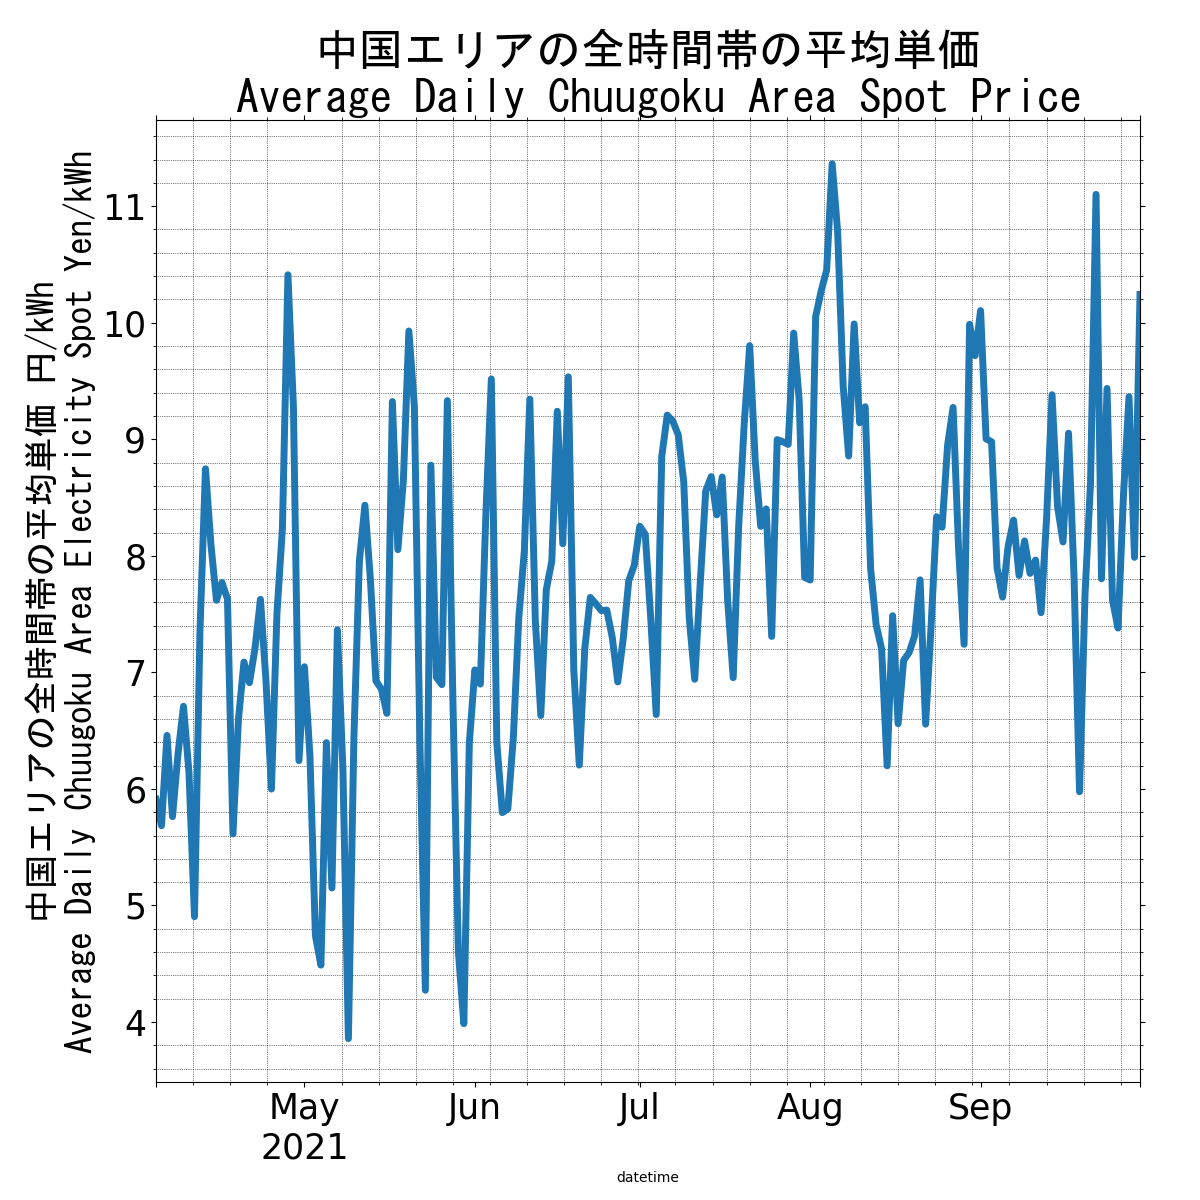 中国エリアの全時間帯の平均単価
Average Daily Chuugoku Area Spot Price
中国エリアの全時間帯の平均単価 円/kWh
Average Daily Chuugoku Area Electricity Spot Yen/kWh
11
10
9
8
7
6
5
4
May
2021
Jun
Jul
Aug
Sep
datetime